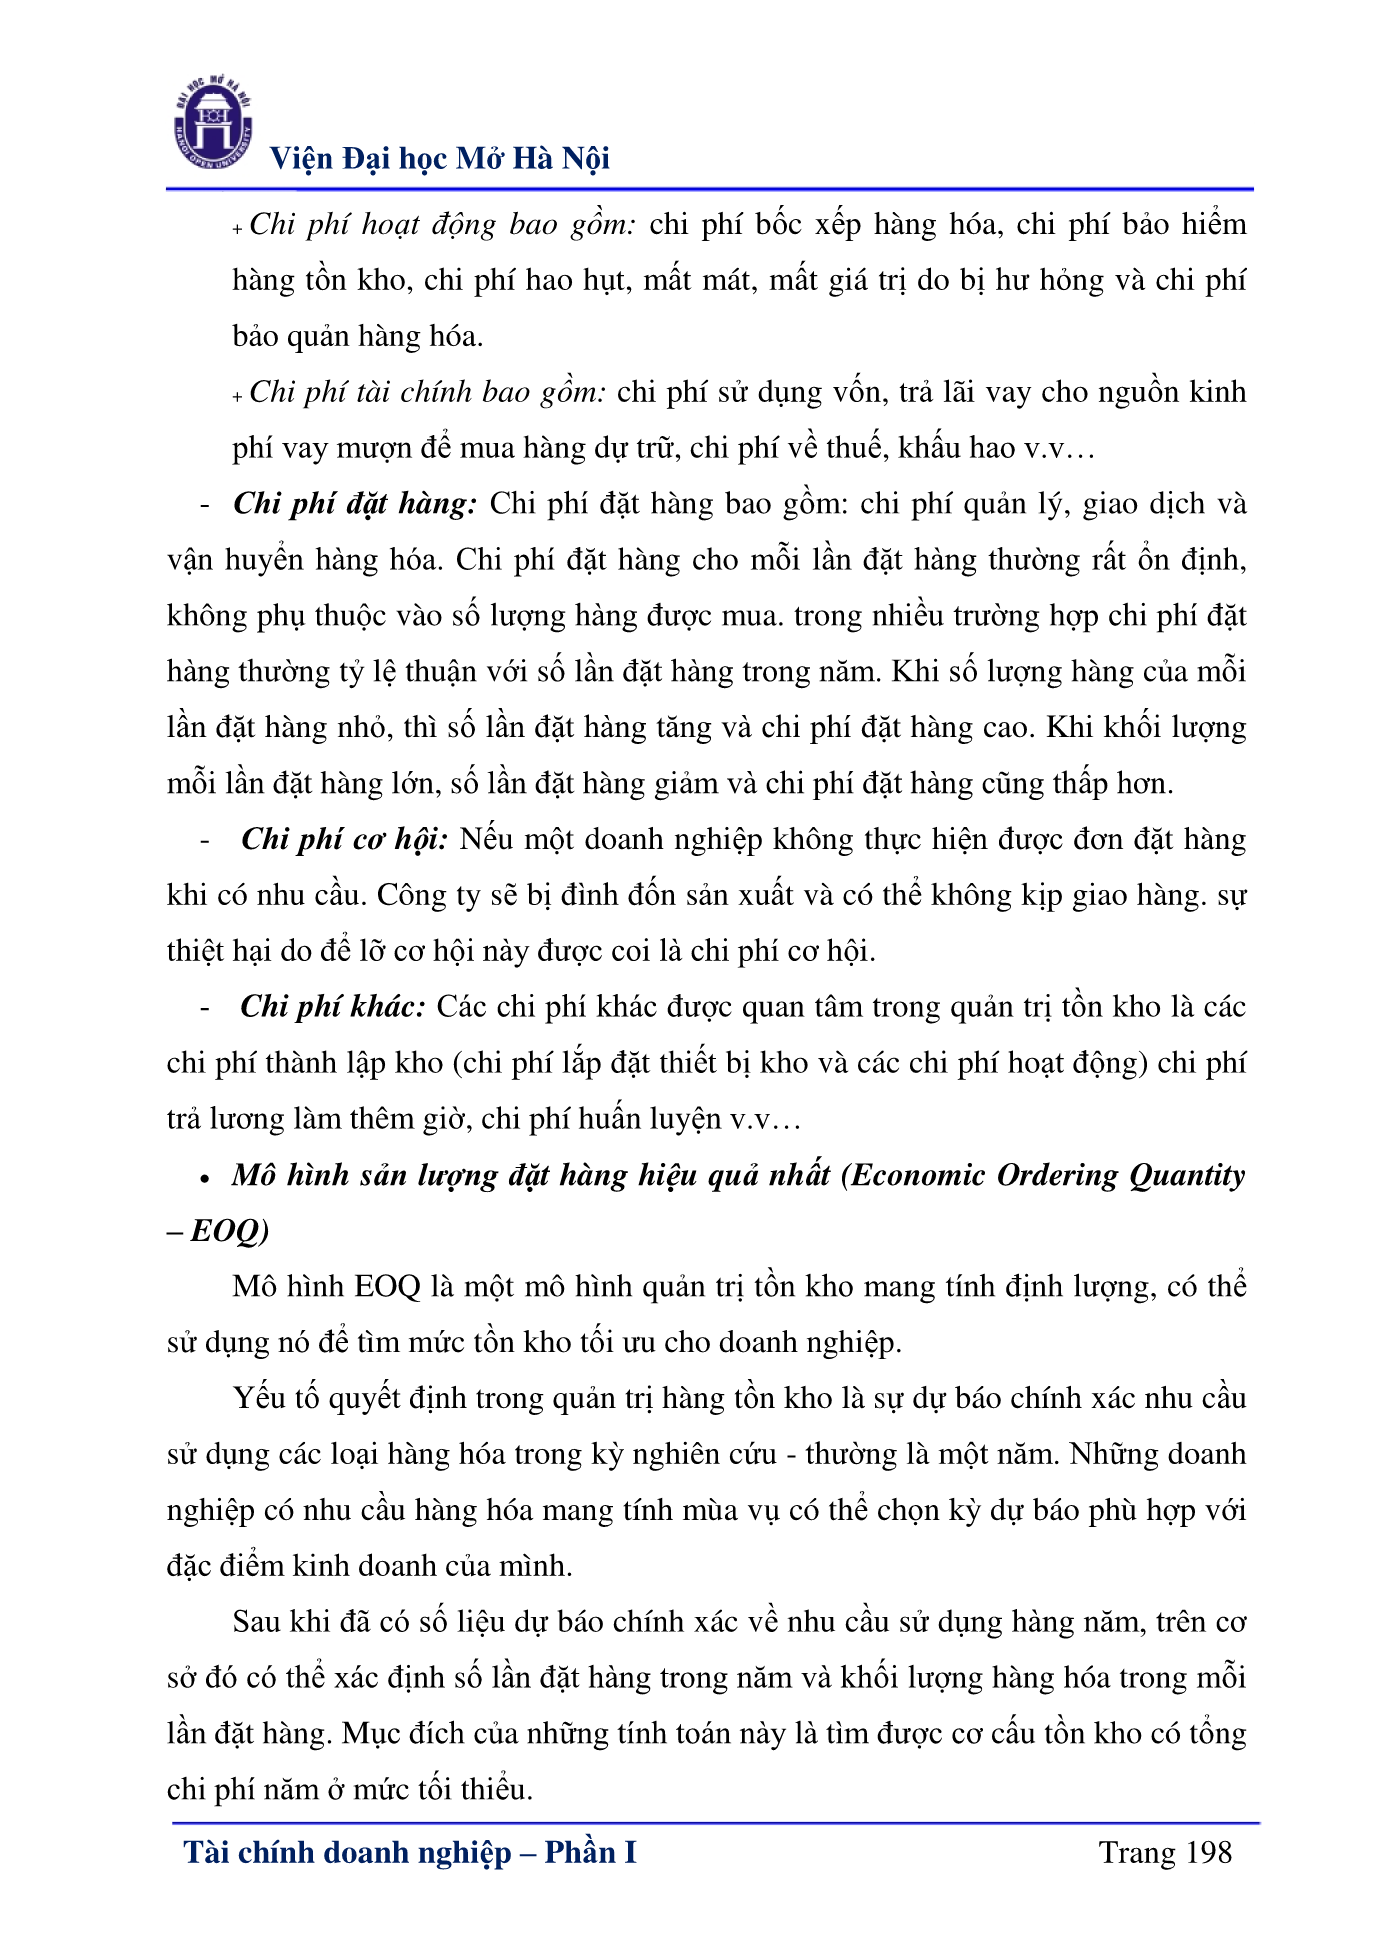 ĐẠI HỌC MỞ HÀ NỘI
HANOI OPEN UNIVERSITY
Viện Đại học Mở Hà Nội
+ Chi phí hoạt động bao gồm: chi phí bốc xếp hàng hóa, chi phí bảo hiểm
hàng tồn kho, chi phí hao hụt, mất mát, mất giá trị do bị hư hỏng và chi phí
bảo quản hàng hóa.
+ Chi phí tài chính bao gồm: chi phí sử dụng vốn, trả lãi vay cho nguồn kinh
phí vay mượn để mua hàng dự trữ, chi phí về thuế, khấu hao v.v…
- Chi phí đặt hàng: Chi phí đặt hàng bao gồm: chi phí quản lý, giao dịch và
vận huyển hàng hóa. Chi phí đặt hàng cho mỗi lần đặt hàng thường rất ổn định,
không phụ thuộc vào số lượng hàng được mua. trong nhiều trường hợp chi phí đặt
hàng thường tỷ lệ thuận với số lần đặt hàng trong năm. Khi số lượng hàng của mỗi
lần đặt hàng nhỏ, thì số lần đặt hàng tăng và chi phí đặt hàng cao. Khi khối lượng
mỗi lần đặt hàng lớn, số lần đặt hàng giảm và chi phí đặt hàng cũng thấp hơn.
- Chi phí cơ hội: Nếu một doanh nghiệp không thực hiện được đơn đặt hàng
khi có nhu cầu. Công ty sẽ bị đình đốn sản xuất và có thể không kịp giao hàng. sự
thiệt hại do để lỡ cơ hội này được coi là chi phí cơ hội.
- Chi phí khác: Các chi phí khác được quan tâm trong quản trị tồn kho là các
chi phí thành lập kho (chi phí lắp đặt thiết bị kho và các chi phí hoạt động) chi phí
trả lương làm thêm giờ, chi phí huấn luyện v.v…
• Mô hình sản lượng đặt hàng hiệu quả nhất (Economic Ordering Quantity
– EOQ)
Mô hình EOQ là một mô hình quản trị tồn kho mang tính định lượng, có thể
sử dụng nó để tìm mức tồn kho tối ưu cho doanh nghiệp.
Yếu tố quyết định trong quản trị hàng tồn kho là sự dự báo chính xác nhu cầu
sử dụng các loại hàng hóa trong kỳ nghiên cứu - thường là một năm. Những doanh
nghiệp có nhu cầu hàng hóa mang tính mùa vụ có thể chọn kỳ dự báo phù hợp với
đặc điểm kinh doanh của mình.
Sau khi đã có số liệu dự báo chính xác về nhu cầu sử dụng hàng năm, trên cơ
sở đó có thể xác định số lần đặt hàng trong năm và khối lượng hàng hóa trong mỗi
lần đặt hàng. Mục đích của những tính toán này là tìm được cơ cấu tồn kho có tổng
chi phí năm ở mức tối thiểu.
Tài chính doanh nghiệp – Phần I
Trang 198